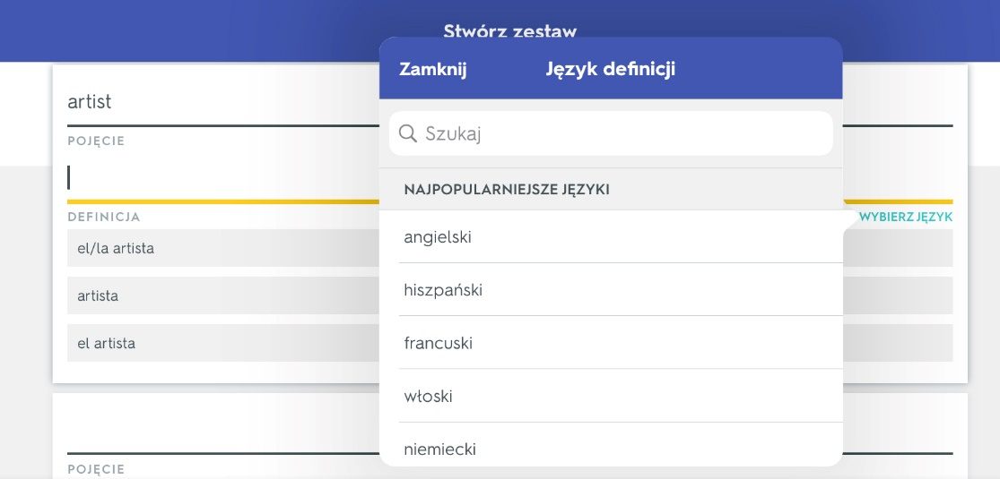 Stwórz zestaw
Zamknij
Język definicji
artist
POJĘCIE
Szukaj
NAJPOPULARNIEJSZE JĘZYKI
DEFINICJA
WYBIERZ JĘZYK
angielski
el/la artista
hiszpański
artista
francuski
el artista
włoski
niemiecki
POJĘCIE